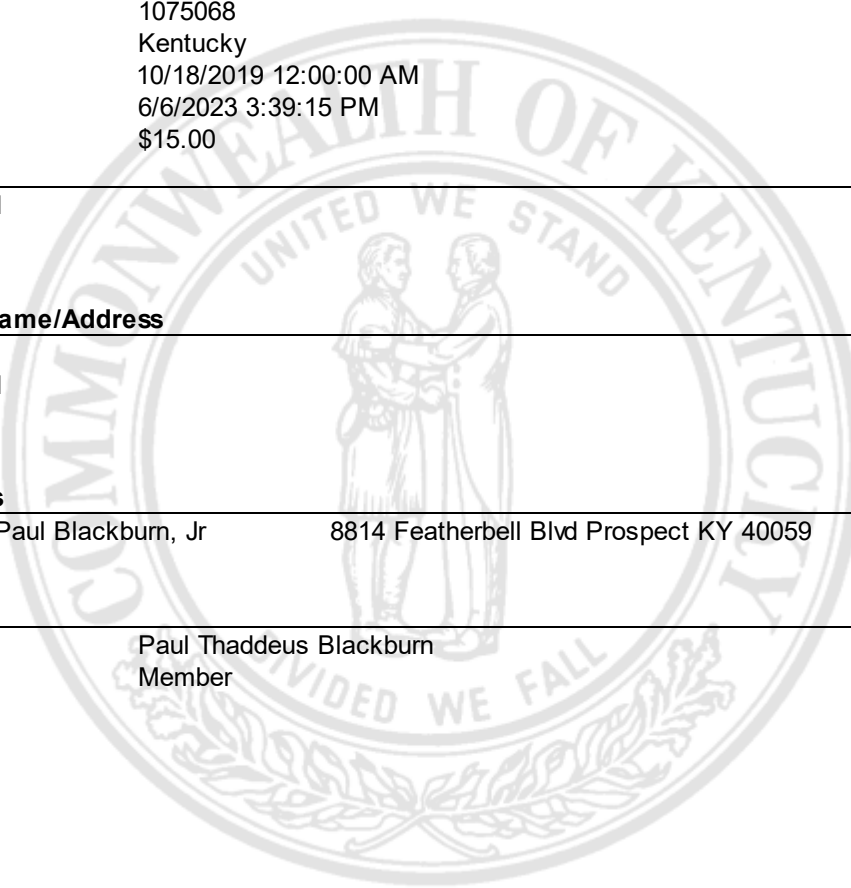 1075068
Kentucky
10/18/2019 12:00:00 AM
6/6/2023 3:39:15 PM
$15.00
ame/Address
s
Paul Blackburn, Jr 8814 Featherbell Blvd Prospect KY 40059
Paul Thaddeus Blackburn
Member
COMMONWEALTH OF KENTUCKY
UNITED WE STAND
DIVIDED WE FALL